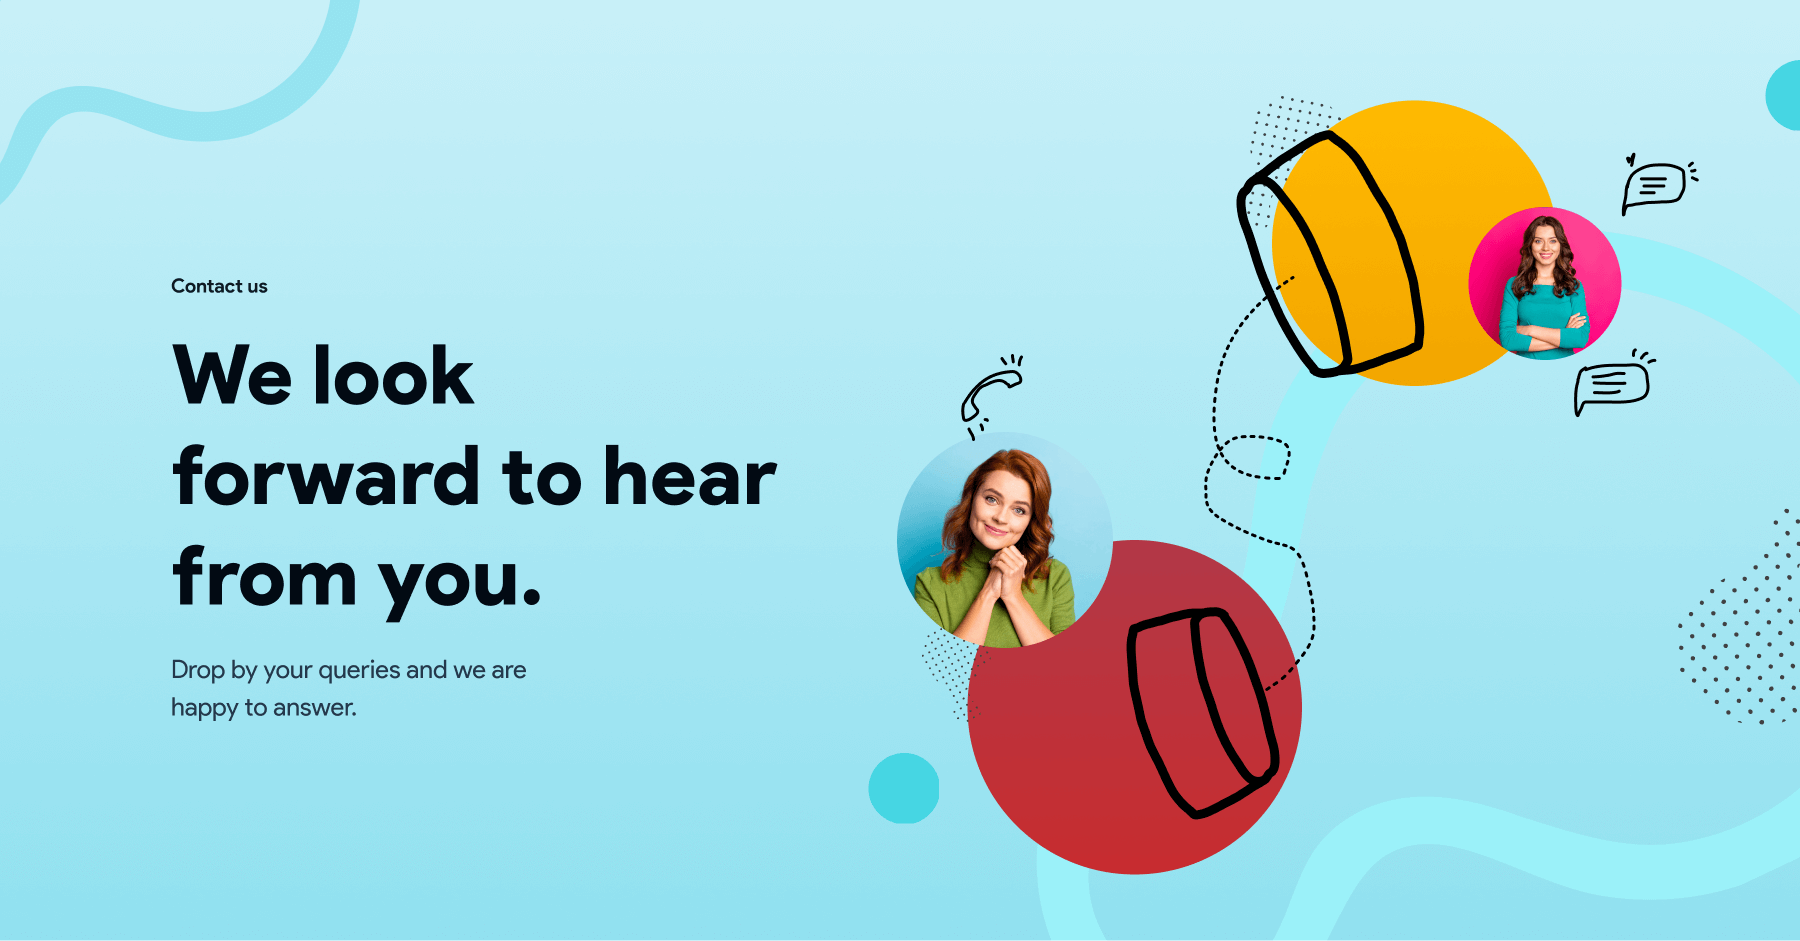 Contact us
We look
forward to hear
from you.
Drop by your queries and we are
happy to answer.